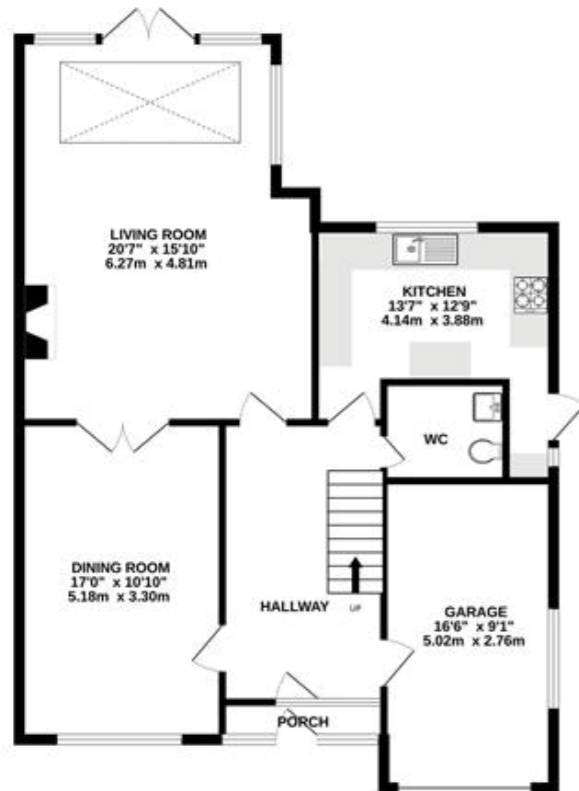 LIVING ROOM
20'7" x 15'10"
6.27m x 4.81m
KITCHEN
13'7" x 12'9"
4.14m x 3.88m
WC
DINING ROOM
17'0" x 10'10"
5.18m x 3.30m
HALLWAY
UP
GARAGE
16'6" x 9'1"
5.02m x 2.76m
PORCH